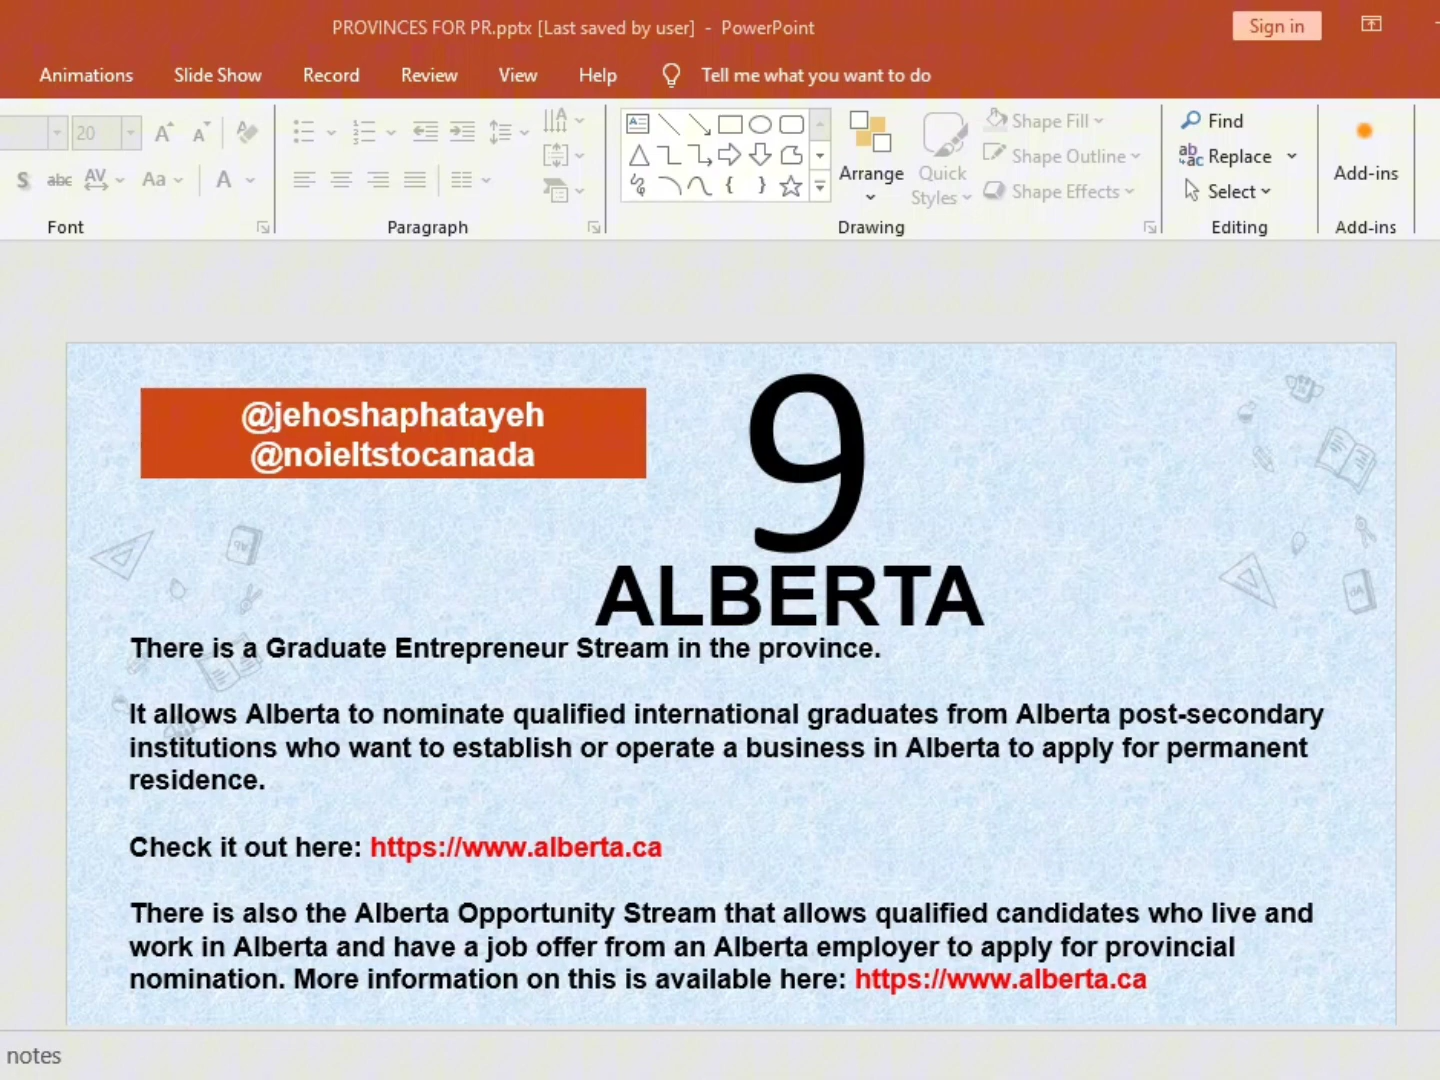 PROVINCES FOR PR.pptx [Last saved by user] - PowerPoint
Sign in
Animations Slide Show Record Review View Help Tell me what you want to do
20 A A
S abc AV Aa A
Font
Paragraph
Arrange
Quick Styles
Shape Fill
Shape Outline
Shape Effects
Drawing
Find
Replace
Select
Editing
Add-ins
Add-ins
@jehoshaphatayeh
@noieltstocanada
9
ALBERTA
There is a Graduate Entrepreneur Stream in the province.
It allows Alberta to nominate qualified international graduates from Alberta post-secondary
institutions who want to establish or operate a business in Alberta to apply for permanent
residence.
Check it out here: https://www.alberta.ca
There is also the Alberta Opportunity Stream that allows qualified candidates who live and
work in Alberta and have a job offer from an Alberta employer to apply for provincial
nomination. More information on this is available here: https://www.alberta.ca
notes